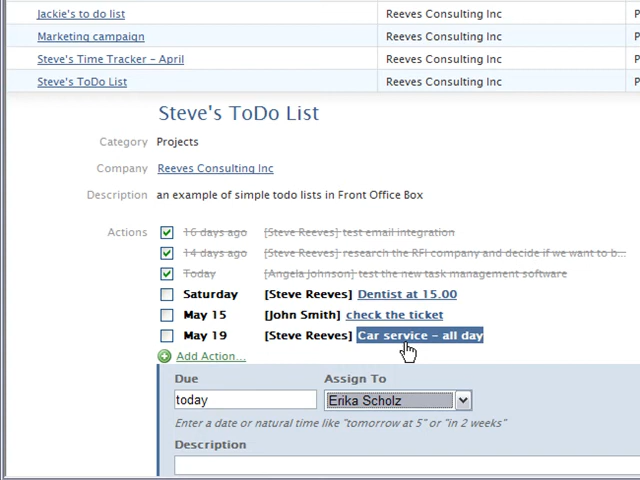 Jackie's to do list Reeves Consulting Inc P
Marketing campaign Reeves Consulting Inc P
Steve's Time Tracker - April Reeves Consulting Inc P
Steve's ToDo List Reeves Consulting Inc P
Steve's ToDo List
Category Projects
Company Reeves Consulting Inc
Description an example of simple todo lists in Front Office Box
Actions 16 days ago [Steve Reeves] test email integration
14 days ago [Steve Reeves] research the RFI company and decide if we want to b...
Today [Angela Johnson] test the new task management software
Saturday [Steve Reeves] Dentist at 15.00
May 15 [John Smith] check the ticket
May 19 [Steve Reeves] Car service - all day
Add Action...
Due Assign To
today Erika Scholz
Enter a date or natural time like "tomorrow at 5" or "in 2 weeks"
Description